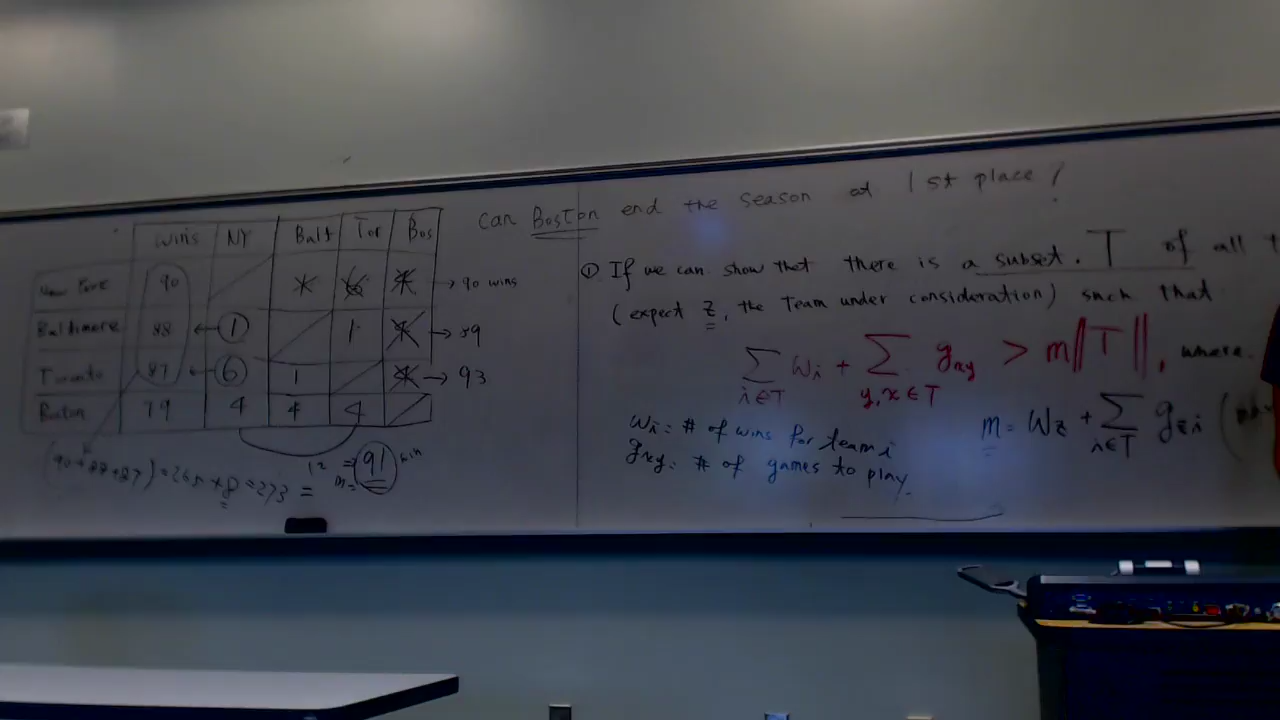 can Boston end the season at 1st place!
wins NY Balt Tor Bos
New York 90 → 90 wins
Baltimore 88 ← 1 1 → 89
Toronto 87 ← 6 1 → 93
Boston 79 4 4 4
12 ⇒ 91 win
m=
= 265 + 8 = 273 =
① If we can show that there is a subset. T of all
(expect z, the Team under consideration) such that
∑ i∈T Wi + ∑ y,x∈T gxy > m‖T‖, where
Wi: # of wins for team i
gxy: # of games to play.
m = Wz + ∑ i∈T gzi (